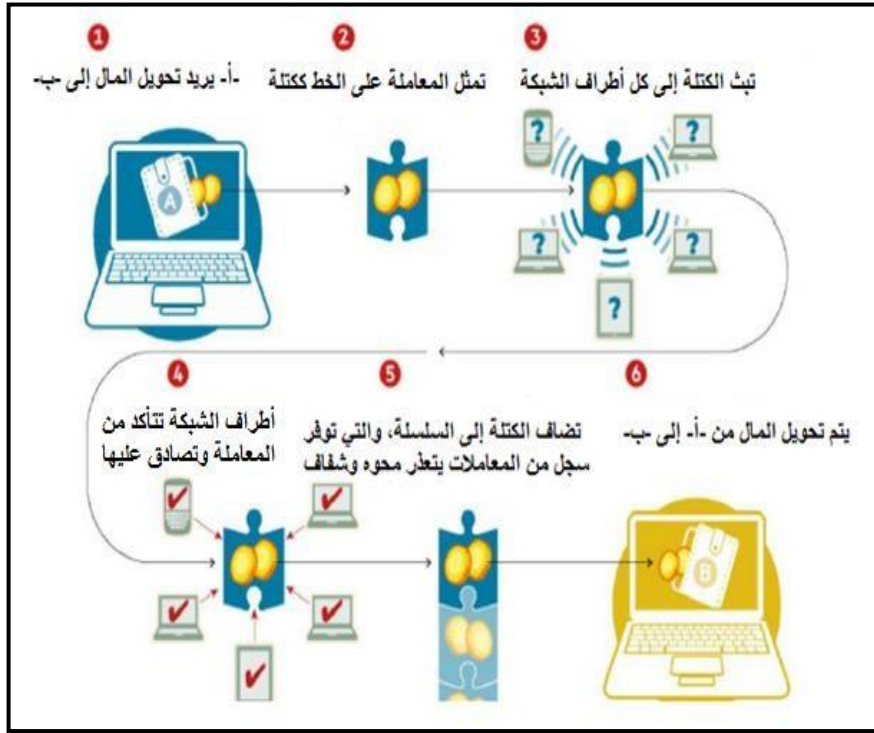 1
-أ- يريد تحويل المال إلى -ب-
2
تمثل المعاملة على الخط ككتلة
3
تبث الكتلة إلى كل أطراف الشبكة
A
?
?
?
?
?
4
أطراف الشبكة تتأكد من
المعاملة وتصادق عليها
5
تضاف الكتلة إلى السلسلة، والتي توفر
سجل من المعاملات يتعذر محوه وشفاف
6
يتم تحويل المال من -أ- إلى -ب-
B